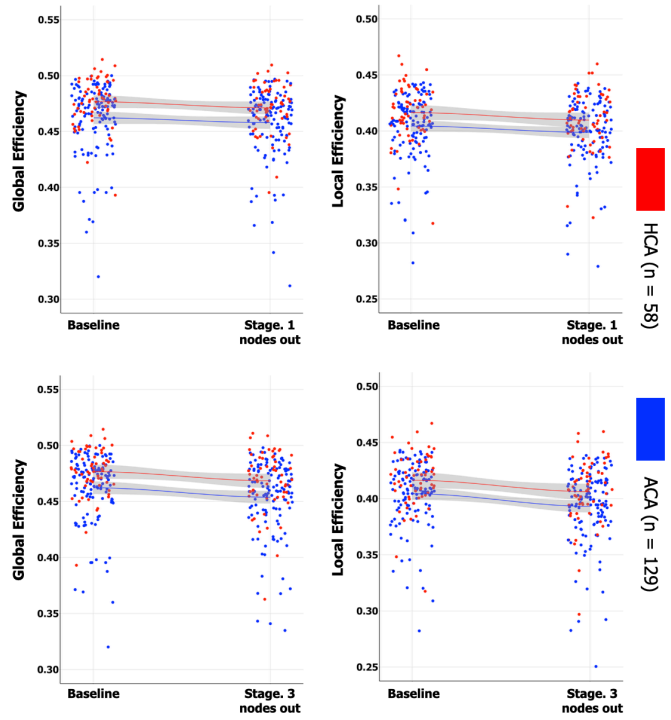 0.55
0.50
0.45
0.40
0.35
0.30
Global Efficiency
Baseline
Stage. 1
nodes out
0.50
0.45
0.40
0.35
0.30
0.25
Local Efficiency
Baseline
Stage. 1
nodes out
HCA (n = 58)
0.55
0.50
0.45
0.40
0.35
0.30
Global Efficiency
Baseline
Stage. 3
nodes out
0.50
0.45
0.40
0.35
0.30
0.25
Local Efficiency
Baseline
Stage. 3
nodes out
ACA (n = 129)